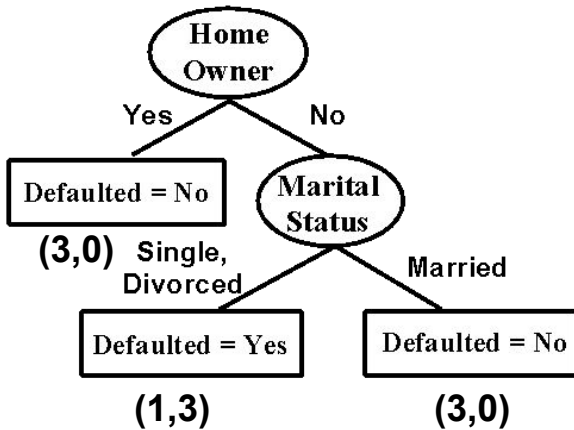 Home
Owner
Yes
No
Defaulted = No
Marital
Status
(3,0)
Single,
Divorced
Married
Defaulted = Yes
Defaulted = No
(1,3)
(3,0)